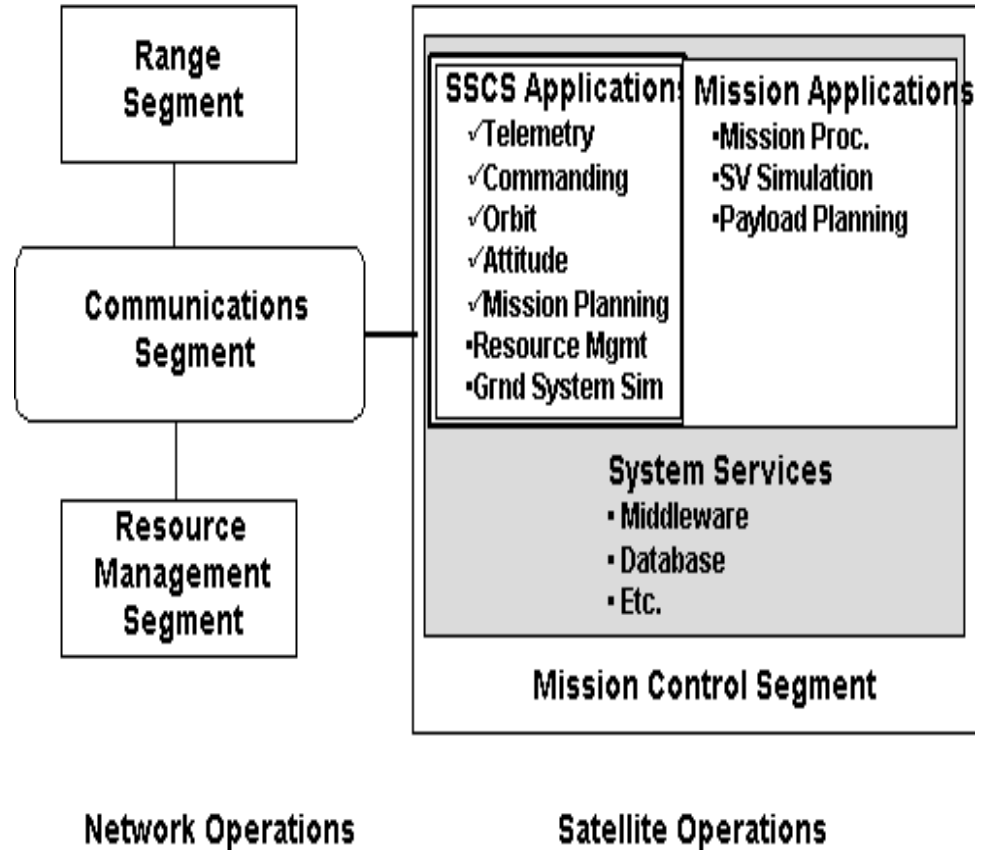 Range
Segment
Communications
Segment
Resource
Management
Segment
SSCS Application
✓Telemetry
✓Commanding
✓Orbit
✓Attitude
✓Mission Planning
▪Resource Mgmt
▪Grnd System Sim
Mission Applications
▪Mission Proc.
▪SV Simulation
▪Payload Planning
System Services
▪ Middleware
▪ Database
▪ Etc.
Mission Control Segment
Network Operations
Satellite Operations